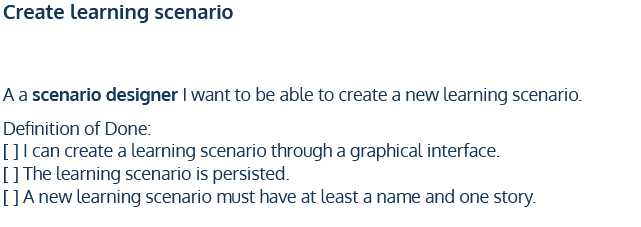 Create learning scenario
A a scenario designer I want to be able to create a new learning scenario.
Definition of Done:
[ ] I can create a learning scenario through a graphical interface.
[ ] The learning scenario is persisted.
[ ] A new learning scenario must have at least a name and one story.